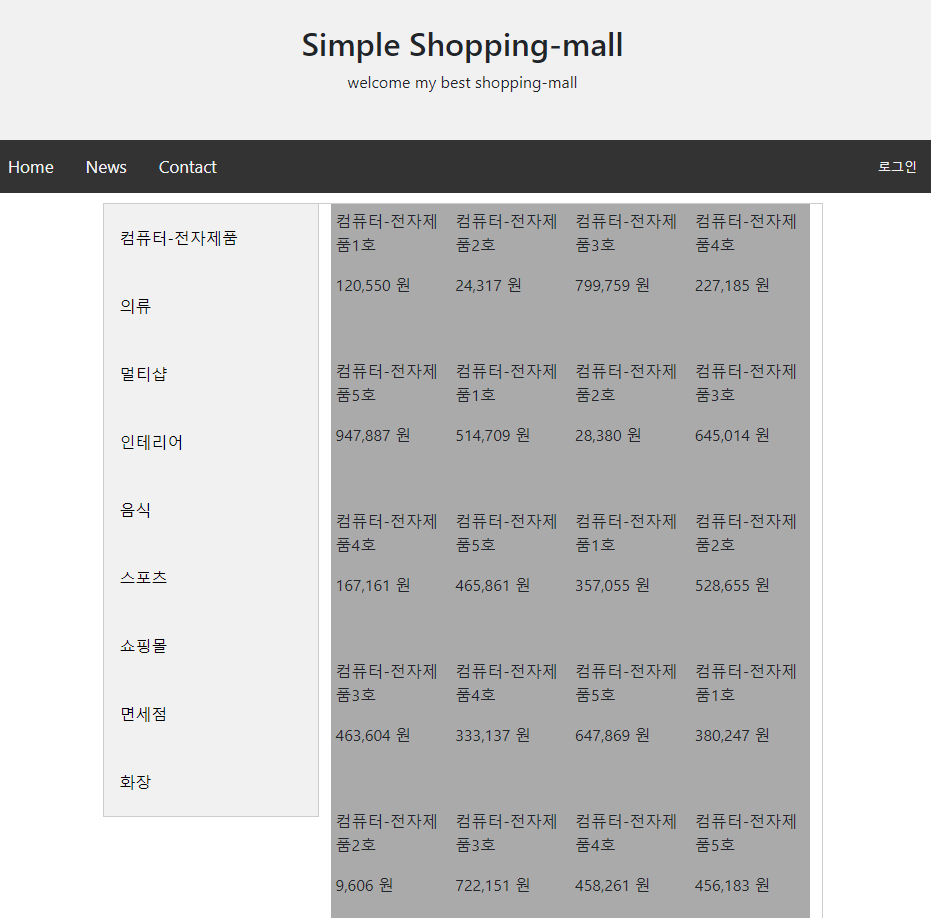 Simple Shopping-mall
welcome my best shopping-mall
Home News Contact 로그인
컴퓨터-전자제품
의류
멀티샵
인테리어
음식
스포츠
쇼핑몰
면세점
화장
컴퓨터-전자제 컴퓨터-전자제 컴퓨터-전자제 컴퓨터-전자제
품1호 품2호 품3호 품4호
120,550 원 24,317 원 799,759 원 227,185 원
컴퓨터-전자제 컴퓨터-전자제 컴퓨터-전자제 컴퓨터-전자제
품5호 품1호 품2호 품3호
947,887 원 514,709 원 28,380 원 645,014 원
컴퓨터-전자제 컴퓨터-전자제 컴퓨터-전자제 컴퓨터-전자제
품4호 품5호 품1호 품2호
167,161 원 465,861 원 357,055 원 528,655 원
컴퓨터-전자제 컴퓨터-전자제 컴퓨터-전자제 컴퓨터-전자제
품3호 품4호 품5호 품1호
463,604 원 333,137 원 647,869 원 380,247 원
컴퓨터-전자제 컴퓨터-전자제 컴퓨터-전자제 컴퓨터-전자제
품2호 품3호 품4호 품5호
9,606 원 722,151 원 458,261 원 456,183 원